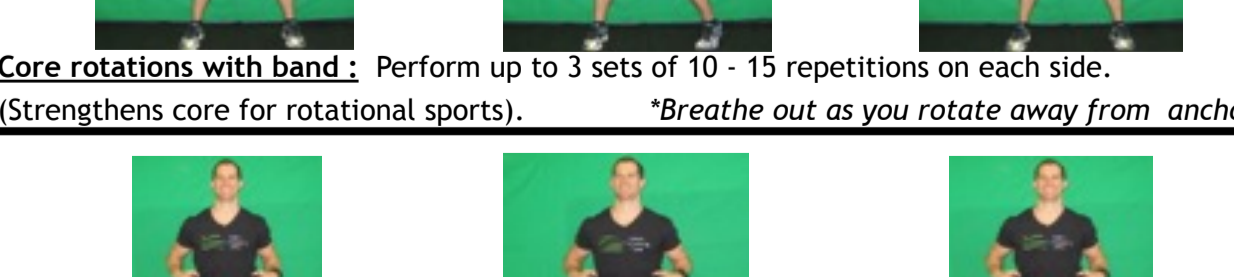 Core rotations with band : Perform up to 3 sets of 10 - 15 repetitions on each side.
(Strengthens core for rotational sports). *Breathe out as you rotate away from